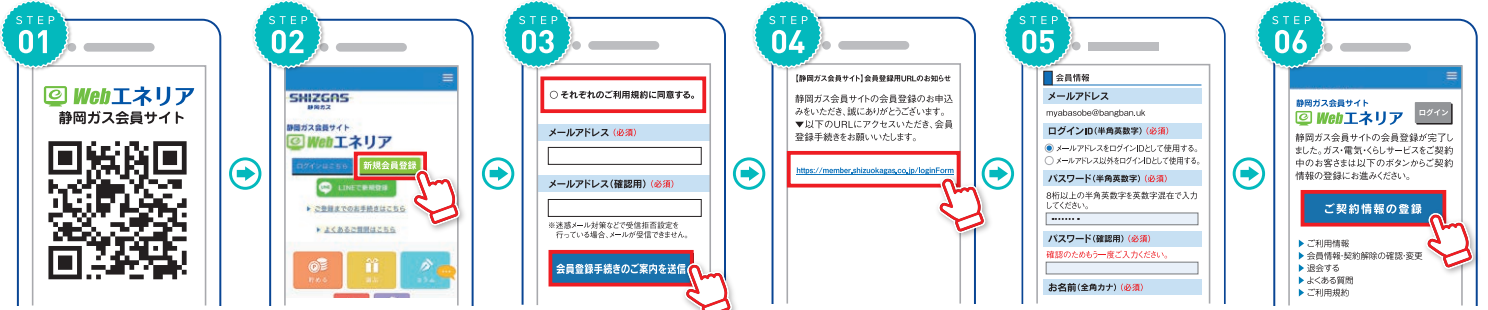 STEP
01
Webエネリア
静岡ガス会員サイト
STEP
02
SHIZGAS
静岡ガス
静岡ガス会員サイト
Webエネリア
ログインはこちら
新規会員登録
LINEで新規登録
ご登録までのお手続きはこちら
よくあるご質問はこちら
貯める
選ぶ
コラム
STEP
03
○ それぞれのご利用規約に同意する。
メールアドレス（必須）
メールアドレス（確認用）（必須）
※迷惑メール対策などで受信拒否設定を
行っている場合、メールが受信できません。
会員登録手続きのご案内を送信
STEP
04
【静岡ガス会員サイト】会員登録用URLのお知らせ
静岡ガス会員サイトの会員登録のお申込
みをいただき、誠にありがとうございます。
▼以下のURLにアクセスいただき、会員
登録手続きをお願いいたします。
https://member.shizuokagas.co.jp/loginForm
STEP
05
会員情報
メールアドレス
myabasobe@bangban.uk
ログインID（半角英数字）（必須）
メールアドレスをログインIDとして使用する。
メールアドレス以外をログインIDとして使用する。
パスワード（半角英数字）（必須）
8桁以上の半角英数字を英数字混在で入力
してください。
••••••••
パスワード（確認用）（必須）
確認のためもう一度ご入力ください。
お名前（全角カナ）（必須）
STEP
06
静岡ガス会員サイト
Webエネリア
ログイン
静岡ガス会員サイトの会員登録が完了し
ました。ガス・電気・くらしサービスをご契約
中のお客さまは以下のボタンからご契約
情報の登録にお進みください。
ご契約情報の登録
▶ご利用情報
▶会員情報・契約解除の確認・変更
▶退会する
▶よくある質問
▶ご利用規約